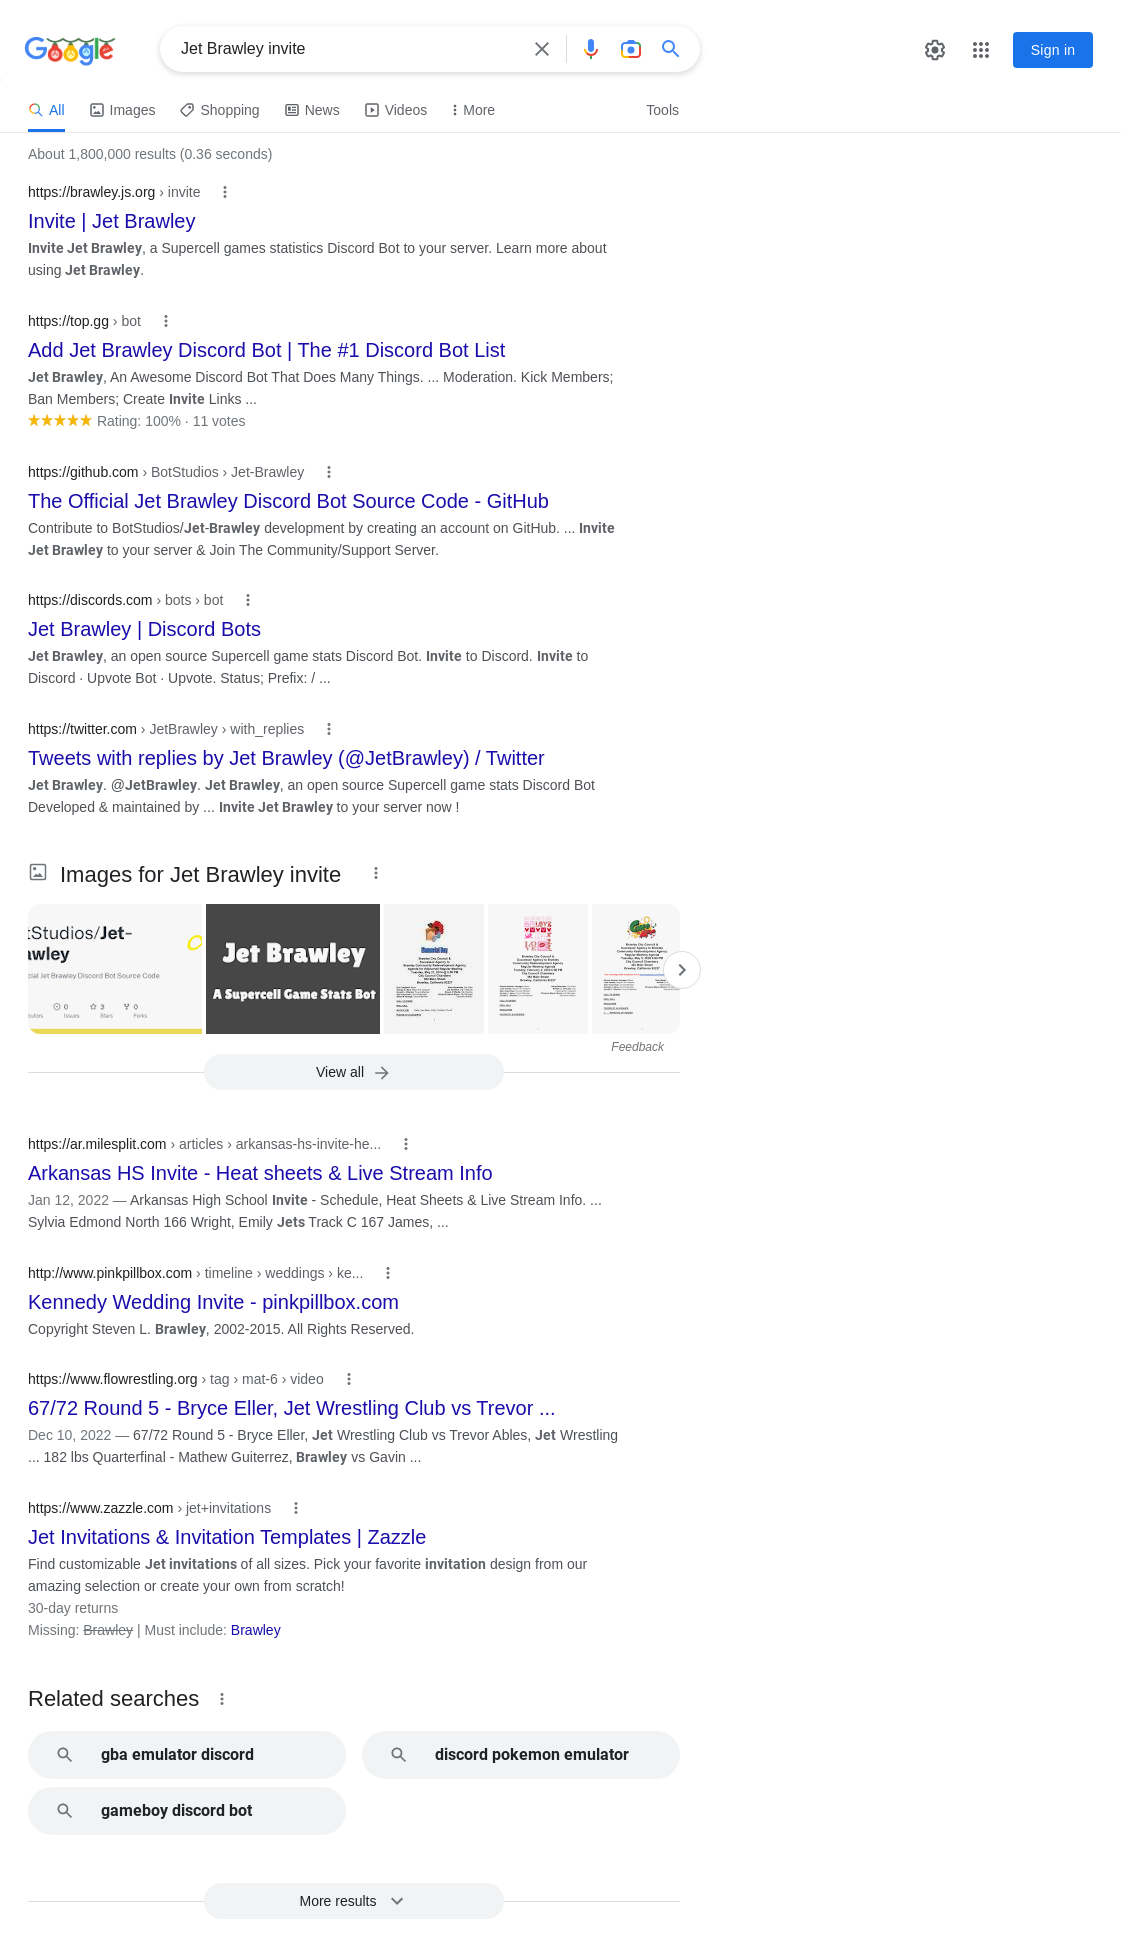 Google
Jet Brawley invite
Sign in
All
Images
Shopping
News
Videos
More
Tools
About 1,800,000 results (0.36 seconds)
https://brawley.js.org › invite
Invite | Jet Brawley
Invite Jet Brawley, a Supercell games statistics Discord Bot to your server. Learn more about
using Jet Brawley.
https://top.gg › bot
Add Jet Brawley Discord Bot | The #1 Discord Bot List
Jet Brawley, An Awesome Discord Bot That Does Many Things. ... Moderation. Kick Members;
Ban Members; Create Invite Links ...
Rating: 100% · 11 votes
https://github.com › BotStudios › Jet-Brawley
The Official Jet Brawley Discord Bot Source Code - GitHub
Contribute to BotStudios/Jet-Brawley development by creating an account on GitHub. ... Invite
Jet Brawley to your server & Join The Community/Support Server.
https://discords.com › bots › bot
Jet Brawley | Discord Bots
Jet Brawley, an open source Supercell game stats Discord Bot. Invite to Discord. Invite to
Discord · Upvote Bot · Upvote. Status; Prefix: / ...
https://twitter.com › JetBrawley › with_replies
Tweets with replies by Jet Brawley (@JetBrawley) / Twitter
Jet Brawley. @JetBrawley. Jet Brawley, an open source Supercell game stats Discord Bot
Developed & maintained by ... Invite Jet Brawley to your server now !
Images for Jet Brawley invite
tStudios/Jet-
awley
cial Jet Brawley Discord Bot Source Code
0
3
0
Issues
Stars
Forks
Jet Brawley
A Supercell Game Stats Bot
Memorial Day
Feedback
View all
https://ar.milesplit.com › articles › arkansas-hs-invite-he...
Arkansas HS Invite - Heat sheets & Live Stream Info
Jan 12, 2022 — Arkansas High School Invite - Schedule, Heat Sheets & Live Stream Info. ...
Sylvia Edmond North 166 Wright, Emily Jets Track C 167 James, ...
http://www.pinkpillbox.com › timeline › weddings › ke...
Kennedy Wedding Invite - pinkpillbox.com
Copyright Steven L. Brawley, 2002-2015. All Rights Reserved.
https://www.flowrestling.org › tag › mat-6 › video
67/72 Round 5 - Bryce Eller, Jet Wrestling Club vs Trevor ...
Dec 10, 2022 — 67/72 Round 5 - Bryce Eller, Jet Wrestling Club vs Trevor Ables, Jet Wrestling
... 182 lbs Quarterfinal - Mathew Guiterrez, Brawley vs Gavin ...
https://www.zazzle.com › jet+invitations
Jet Invitations & Invitation Templates | Zazzle
Find customizable Jet invitations of all sizes. Pick your favorite invitation design from our
amazing selection or create your own from scratch!
30-day returns
Missing: Brawley | Must include: Brawley
Related searches
gba emulator discord
discord pokemon emulator
gameboy discord bot
More results